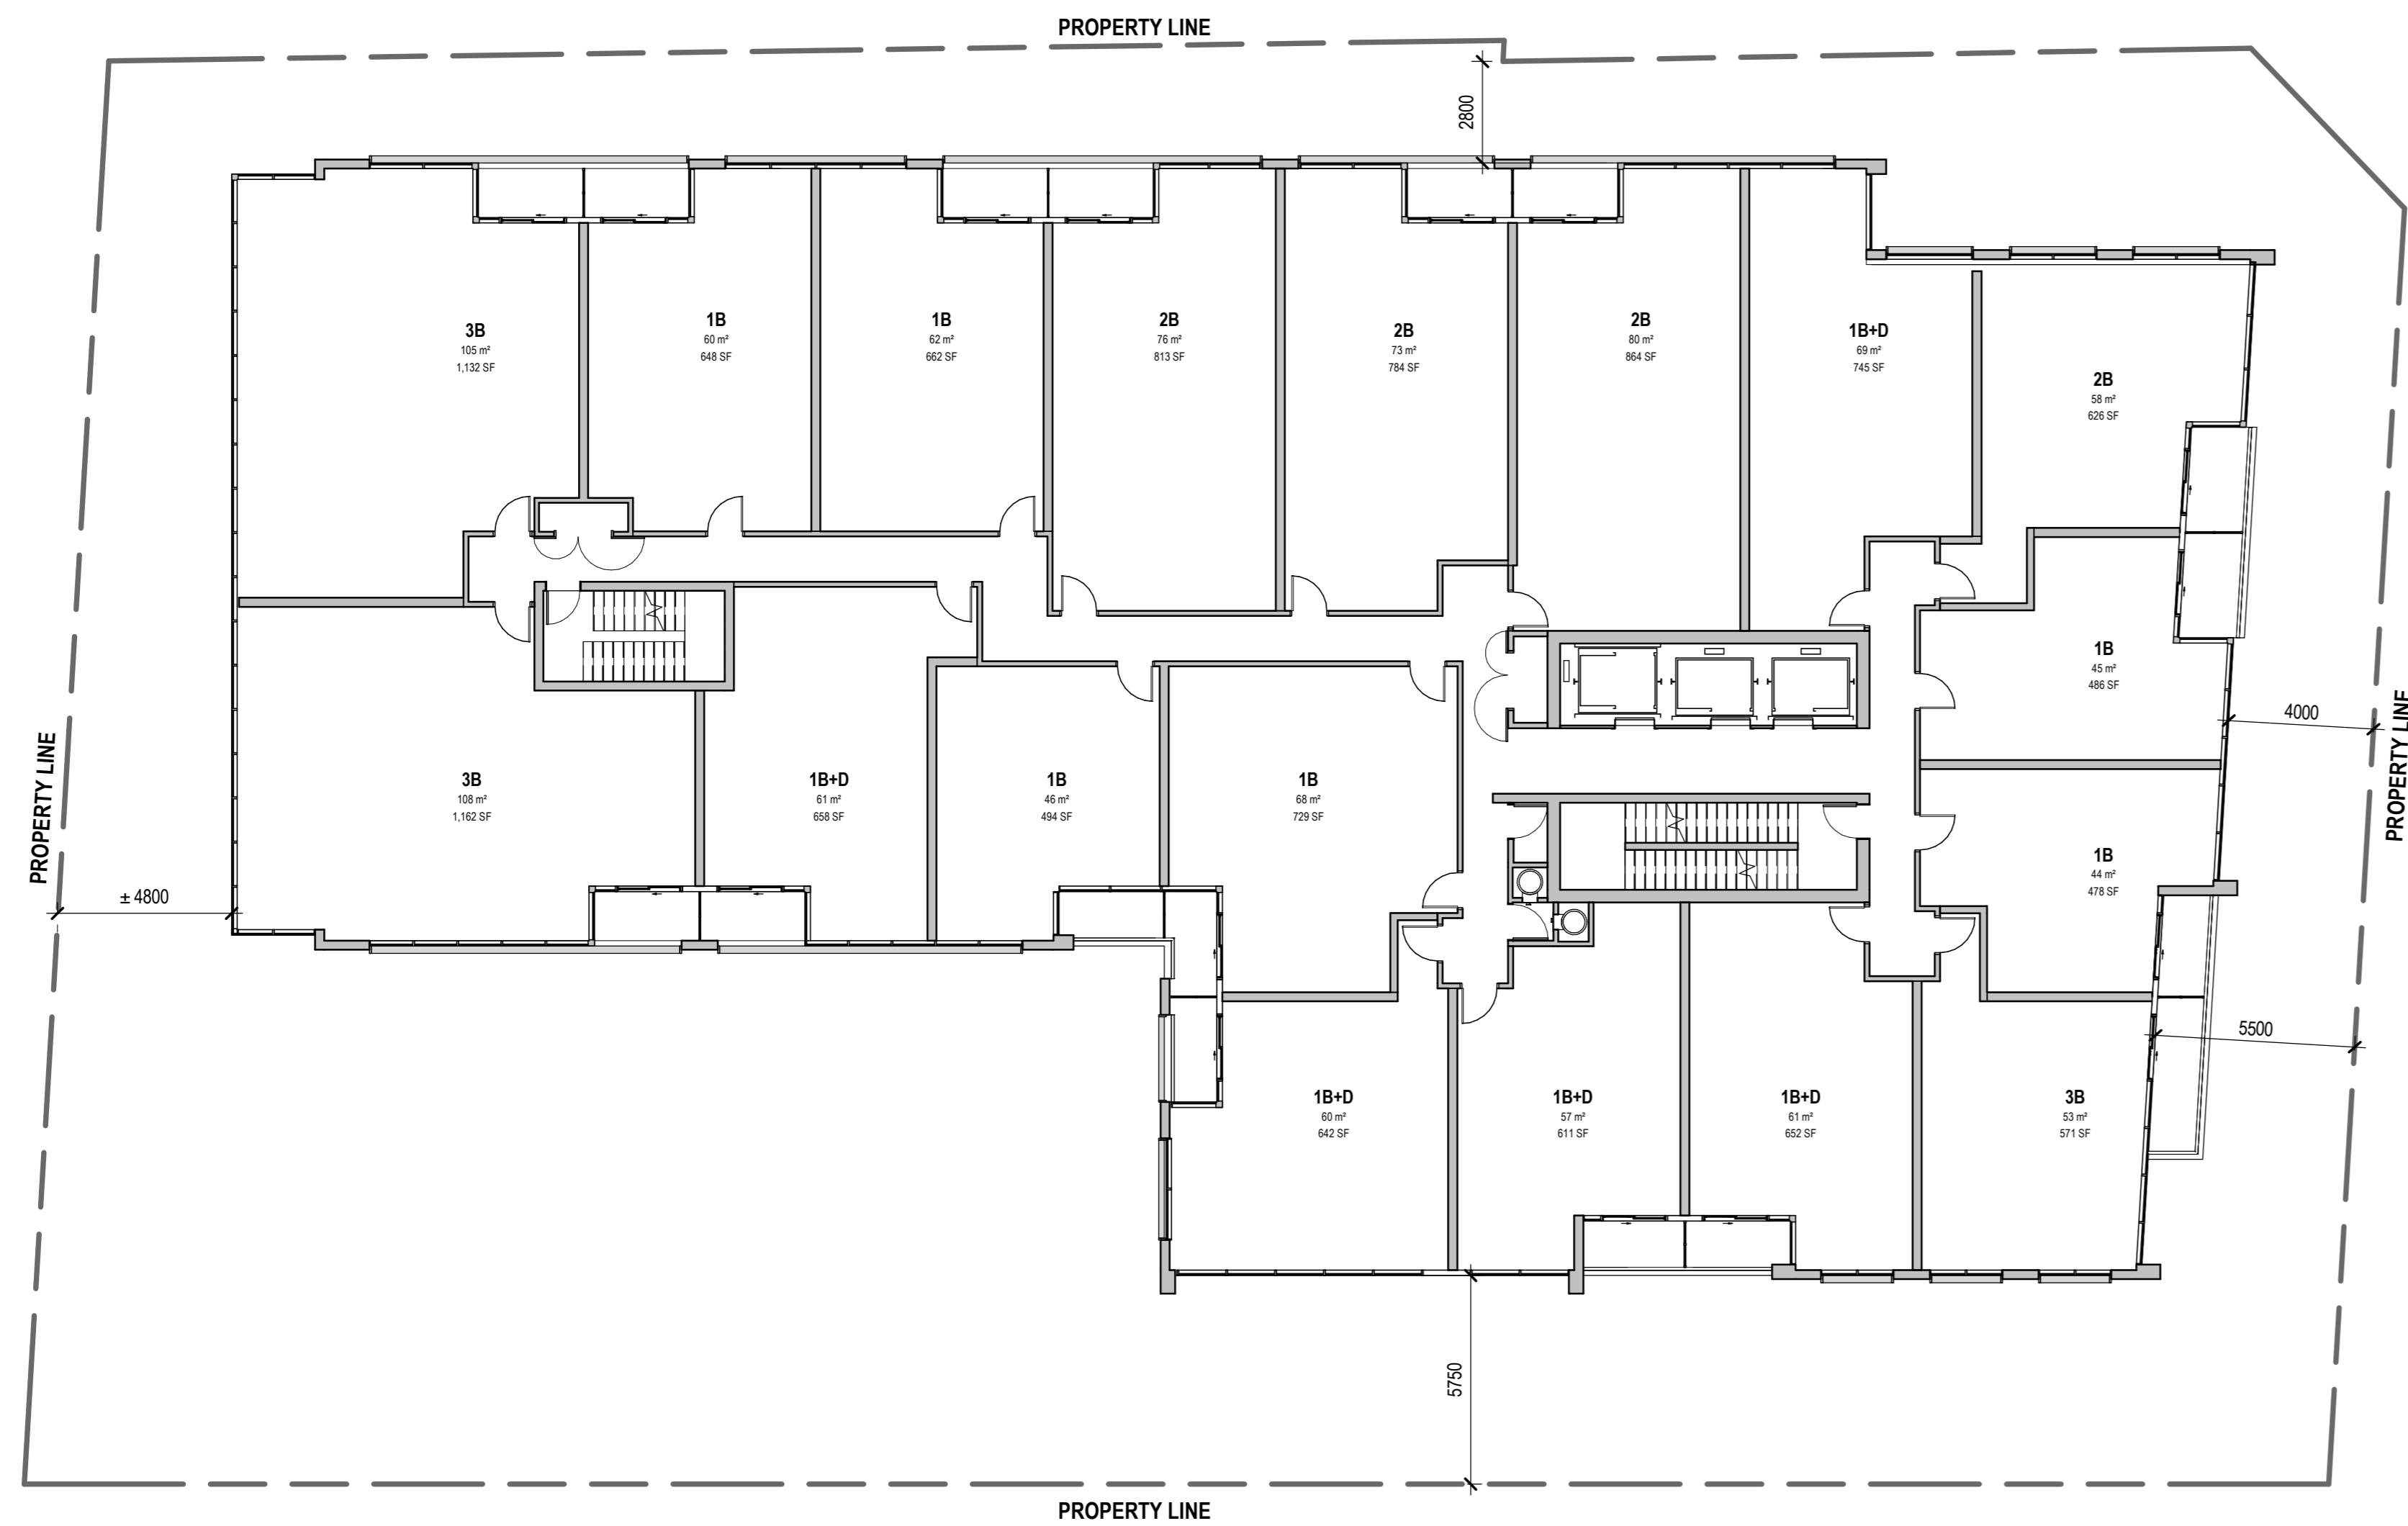 PROPERTY LINE
2800
3B
105 m²
1,132 SF
1B
60 m²
648 SF
1B
62 m²
662 SF
2B
76 m²
813 SF
2B
73 m²
784 SF
2B
80 m²
864 SF
1B+D
69 m²
745 SF
2B
58 m²
626 SF
1B
45 m²
486 SF
4000
PROPERTY LINE
PROPERTY LINE
± 4800
3B
108 m²
1,162 SF
1B+D
61 m²
658 SF
1B
46 m²
494 SF
1B
68 m²
729 SF
1B
44 m²
478 SF
5500
1B+D
60 m²
642 SF
1B+D
57 m²
611 SF
1B+D
61 m²
652 SF
3B
53 m²
571 SF
5750
PROPERTY LINE